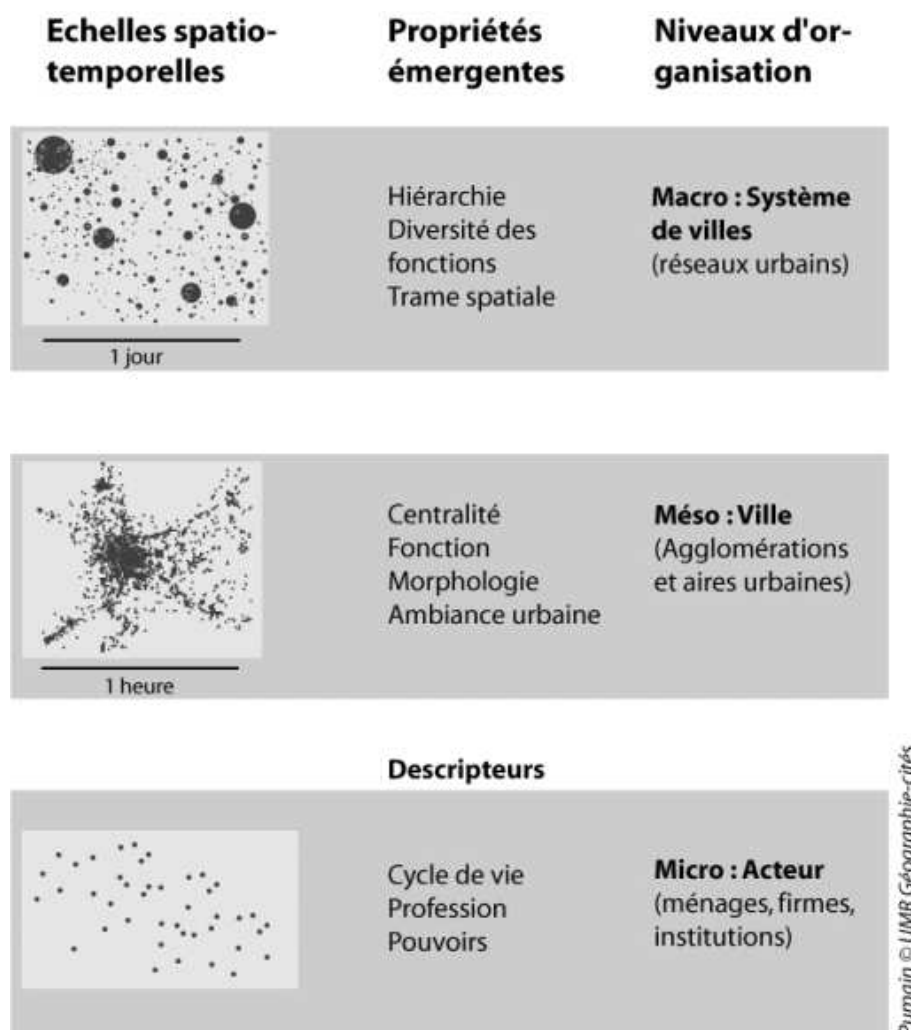 Echelles spatio-
temporelles
Propriétés
émergentes
Niveaux d'or-
ganisation
1 jour
Hiérarchie
Diversité des
fonctions
Trame spatiale
Macro : Système
de villes
(réseaux urbains)
1 heure
Centralité
Fonction
Morphologie
Ambiance urbaine
Méso : Ville
(Agglomérations
et aires urbaines)
Descripteurs
Cycle de vie
Profession
Pouvoirs
Micro : Acteur
(ménages, firmes,
institutions)
Pumain © UMR Géographie-cités